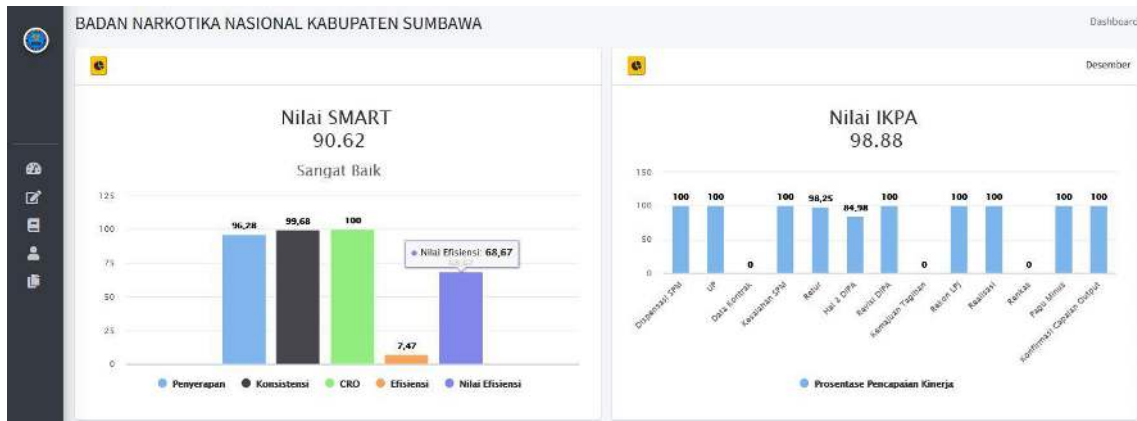 BADAN NARKOTIKA NASIONAL KABUPATEN SUMBAWA
Dashboard
Nilai SMART
90.62
Sangat Baik
125
100
75
50
25
0
96,28
99,68
100
7,47
Nilai Efisiensi: 68,67
Penyerapan
Konsistensi
CRO
Efisiensi
Nilai Efisiensi
Desember
Nilai IKPA
98.88
150
100
50
0
100
100
0
100
98,25
84,98
100
0
100
100
0
100
100
Dispensasi SPM
UP
Data Kontrak
Kesalahan SPM
Retur
Hal 3 DIPA
Revisi DIPA
Kemajuan Tagihan
Rekon LPJ
Realisasi
Renkas
Pagu Minus
Konfirmasi Capaian Output
Prosentase Pencapaian Kinerja